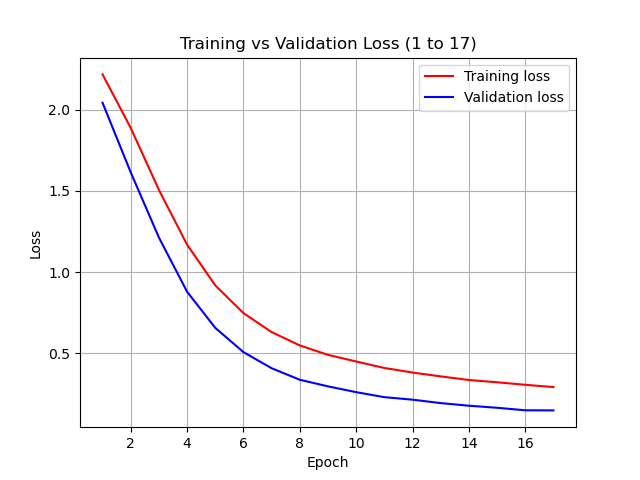 Training vs Validation Loss (1 to 17)
Training loss
Validation loss
2.0
1.5
1.0
0.5
Loss
2 4 6 8 10 12 14 16
Epoch